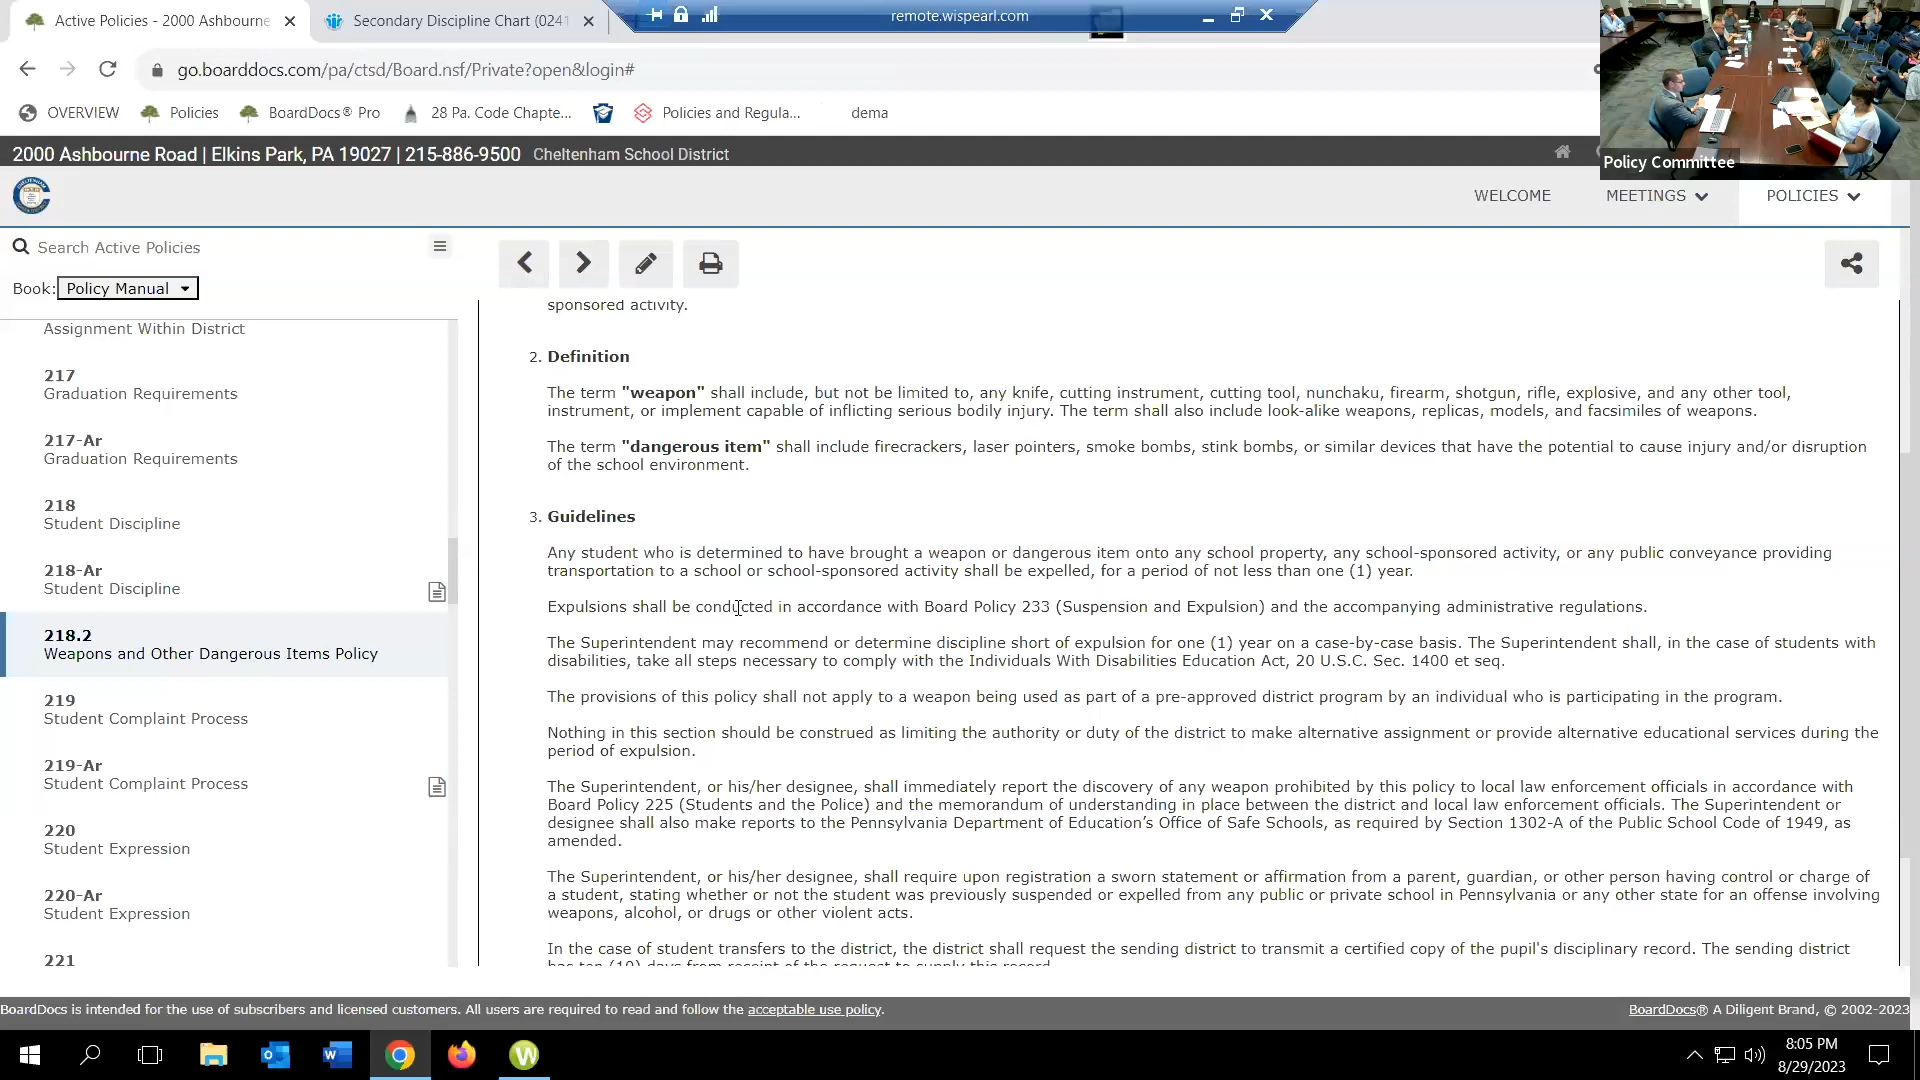 Active Policies - 2000 Ashbourne
Secondary Discipline Chart (0241
remote.wispearl.com
go.boarddocs.com/pa/ctsd/Board.nsf/Private?open&login#
OVERVIEW
Policies
BoardDocs® Pro
28 Pa. Code Chapte...
Policies and Regula...
dema
Policy Committee
2000 Ashbourne Road | Elkins Park, PA 19027 | 215-886-9500 Cheltenham School District
WELCOME
MEETINGS
POLICIES
Search Active Policies
Book: Policy Manual
Assignment Within District
217
Graduation Requirements
217-Ar
Graduation Requirements
218
Student Discipline
218-Ar
Student Discipline
218.2
Weapons and Other Dangerous Items Policy
219
Student Complaint Process
219-Ar
Student Complaint Process
220
Student Expression
220-Ar
Student Expression
221
sponsored activity.
2. Definition
The term "weapon" shall include, but not be limited to, any knife, cutting instrument, cutting tool, nunchaku, firearm, shotgun, rifle, explosive, and any other tool,
instrument, or implement capable of inflicting serious bodily injury. The term shall also include look-alike weapons, replicas, models, and facsimiles of weapons.
The term "dangerous item" shall include firecrackers, laser pointers, smoke bombs, stink bombs, or similar devices that have the potential to cause injury and/or disruption
of the school environment.
3. Guidelines
Any student who is determined to have brought a weapon or dangerous item onto any school property, any school-sponsored activity, or any public conveyance providing
transportation to a school or school-sponsored activity shall be expelled, for a period of not less than one (1) year.
Expulsions shall be conducted in accordance with Board Policy 233 (Suspension and Expulsion) and the accompanying administrative regulations.
The Superintendent may recommend or determine discipline short of expulsion for one (1) year on a case-by-case basis. The Superintendent shall, in the case of students with
disabilities, take all steps necessary to comply with the Individuals With Disabilities Education Act, 20 U.S.C. Sec. 1400 et seq.
The provisions of this policy shall not apply to a weapon being used as part of a pre-approved district program by an individual who is participating in the program.
Nothing in this section should be construed as limiting the authority or duty of the district to make alternative assignment or provide alternative educational services during the
period of expulsion.
The Superintendent, or his/her designee, shall immediately report the discovery of any weapon prohibited by this policy to local law enforcement officials in accordance with
Board Policy 225 (Students and the Police) and the memorandum of understanding in place between the district and local law enforcement officials. The Superintendent or
designee shall also make reports to the Pennsylvania Department of Education's Office of Safe Schools, as required by Section 1302-A of the Public School Code of 1949, as
amended.
The Superintendent, or his/her designee, shall require upon registration a sworn statement or affirmation from a parent, guardian, or other person having control or charge of
a student, stating whether or not the student was previously suspended or expelled from any public or private school in Pennsylvania or any other state for an offense involving
weapons, alcohol, or drugs or other violent acts.
In the case of student transfers to the district, the district shall request the sending district to transmit a certified copy of the pupil's disciplinary record. The sending district
has ten (10) days from receipt of the request to supply this record.
BoardDocs is intended for the use of subscribers and licensed customers. All users are required to read and follow the acceptable use policy.
BoardDocs® A Diligent Brand, © 2002-2023
8:05 PM
8/29/2023